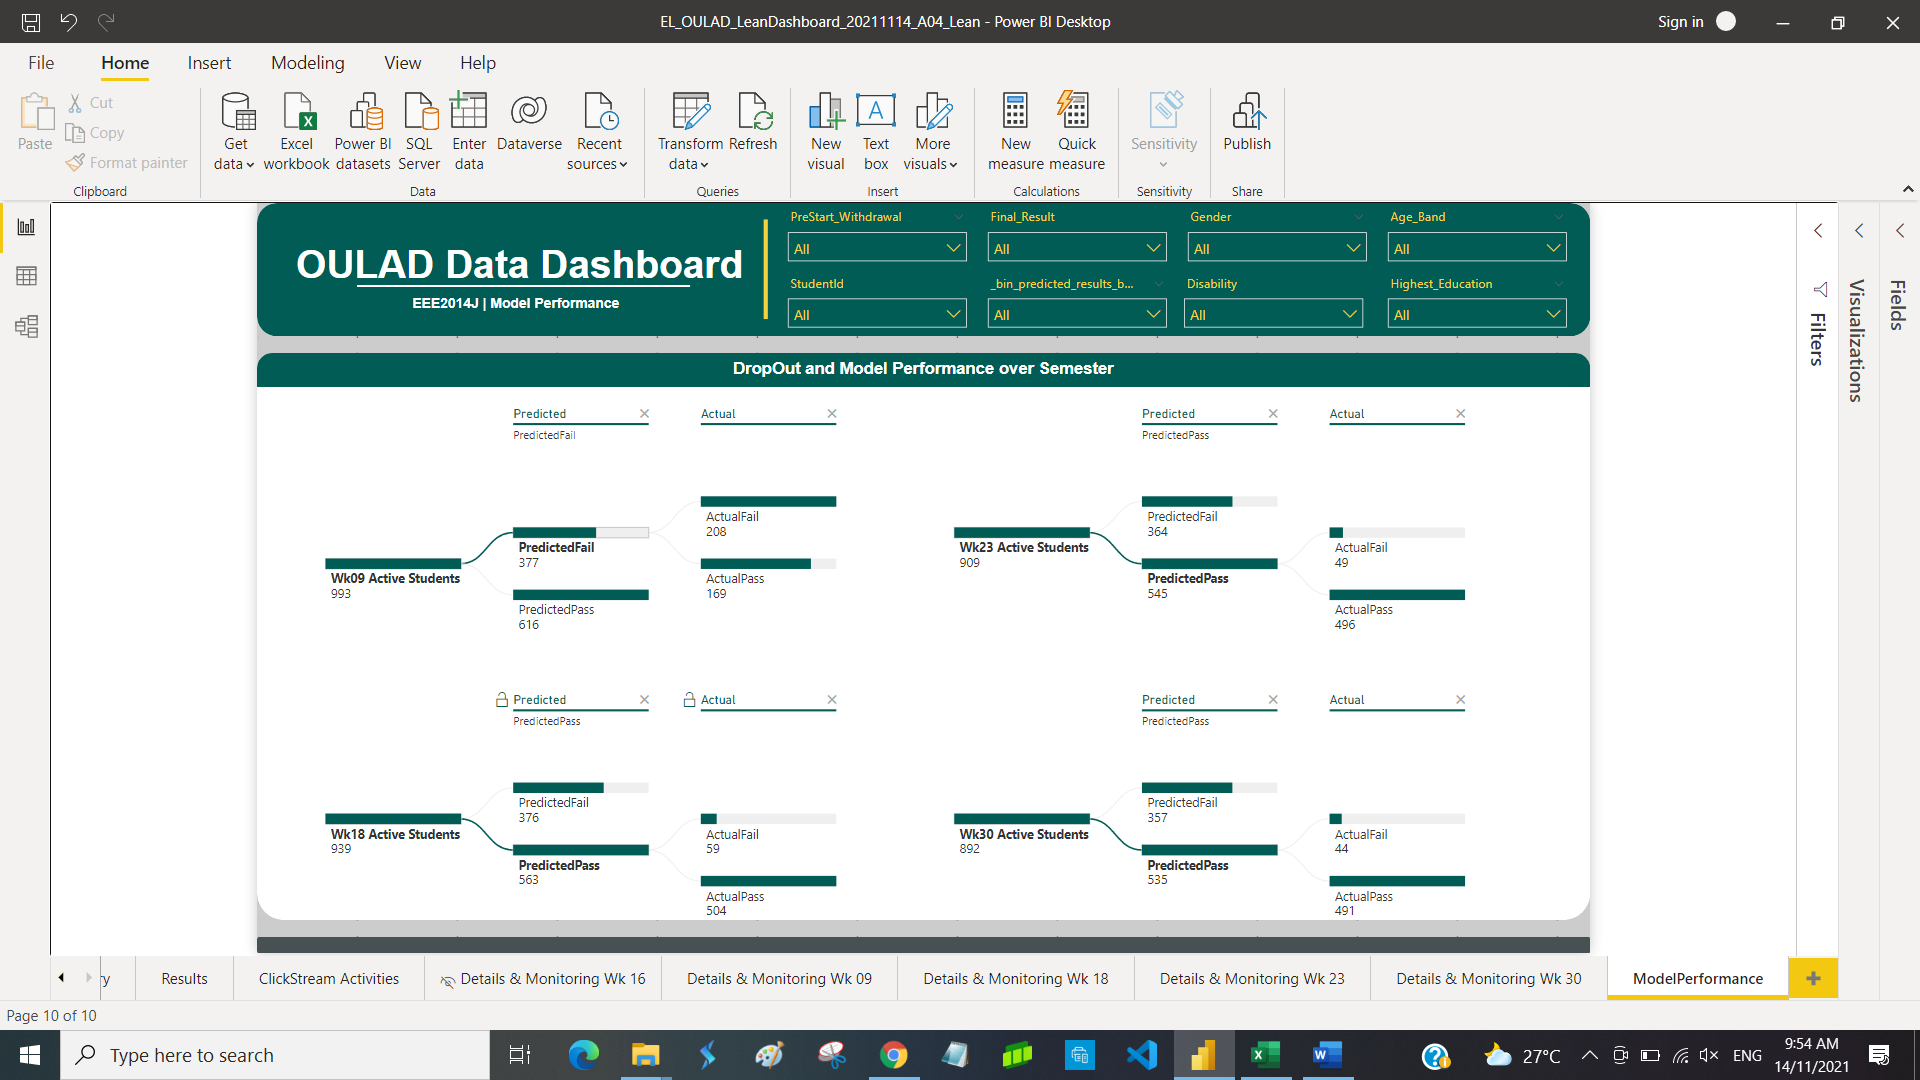 EL_OULAD_LeanDashboard_20211114_A04_Lean - Power BI Desktop
Sign in
File Home Insert Modeling View Help
Paste
Cut
Copy
Format painter
Clipboard
Get data
Excel workbook
Power BI datasets
SQL Server
Enter data
Dataverse
Recent sources
Data
Transform data
Refresh
Queries
New visual
Text box
More visuals
Insert
New measure
Quick measure
Calculations
Sensitivity
Sensitivity
Publish
Share
OULAD Data Dashboard
EEE2014J | Model Performance
PreStart_Withdrawal
All
Final_Result
All
Gender
All
Age_Band
All
StudentId
All
_bin_predicted_results_b...
All
Disability
All
Highest_Education
All
Filters
Visualizations
Fields
DropOut and Model Performance over Semester
Predicted
PredictedFail
Actual
Wk09 Active Students
993
PredictedFail
377
PredictedPass
616
ActualFail
208
ActualPass
169
Predicted
PredictedPass
Actual
Wk23 Active Students
909
PredictedFail
364
PredictedPass
545
ActualFail
49
ActualPass
496
Predicted
PredictedPass
Actual
Wk18 Active Students
939
PredictedFail
376
PredictedPass
563
ActualFail
59
ActualPass
504
Predicted
PredictedPass
Actual
Wk30 Active Students
892
PredictedFail
357
PredictedPass
535
ActualFail
44
ActualPass
491
y
Results
ClickStream Activities
Details & Monitoring Wk 16
Details & Monitoring Wk 09
Details & Monitoring Wk 18
Details & Monitoring Wk 23
Details & Monitoring Wk 30
ModelPerformance
Page 10 of 10
Type here to search
27°C
ENG
9:54 AM
14/11/2021